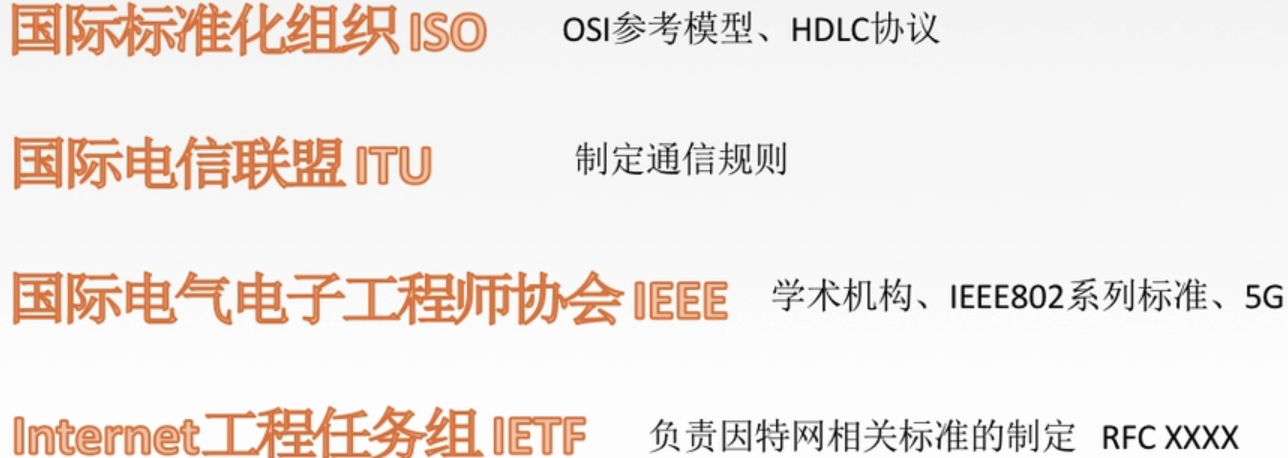 国际标准化组织 ISO OSI参考模型、HDLC协议
国际电信联盟 ITU 制定通信规则
国际电气电子工程师协会 IEEE 学术机构、IEEE802系列标准、5G
Internet工程任务组 IETF 负责因特网相关标准的制定 RFC XXXX